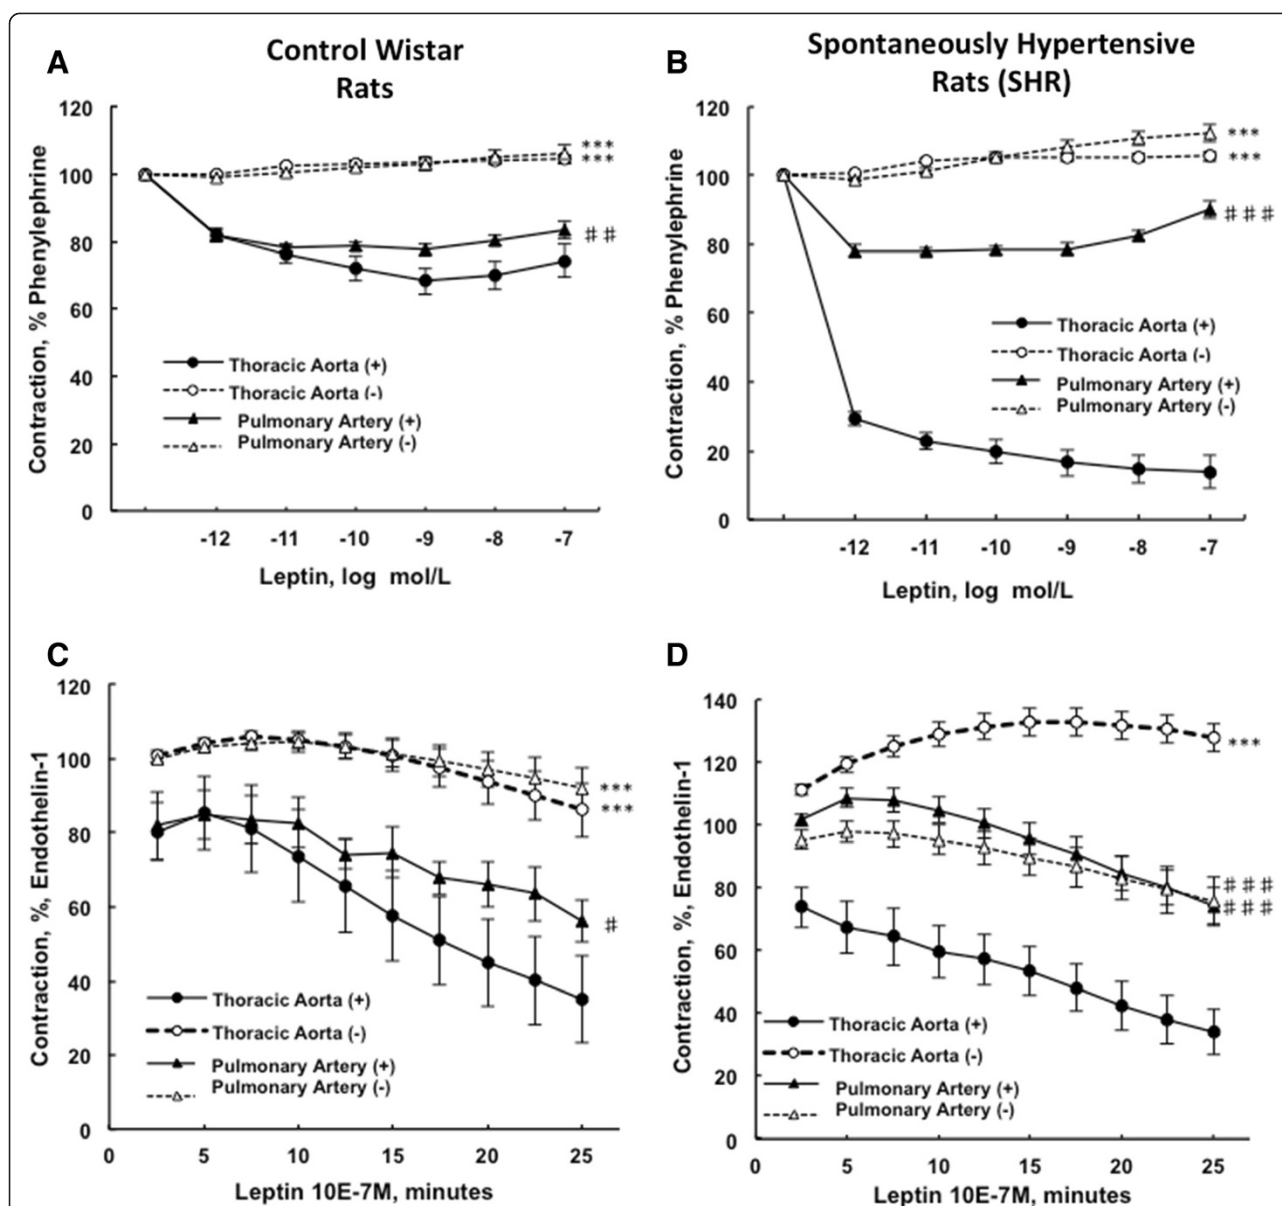 A
Control Wistar
Rats
120
100
80
60
40
20
0
Contraction, % Phenylephrine
***
***
♯♯
Thoracic Aorta (+)
Thoracic Aorta (-)
Pulmonary Artery (+)
Pulmonary Artery (-)
-12 -11 -10 -9 -8 -7
Leptin, log mol/L
B
Spontaneously Hypertensive
Rats (SHR)
120
100
80
60
40
20
0
Contraction, % Phenylephrine
***
***
♯♯♯
Thoracic Aorta (+)
Thoracic Aorta (-)
Pulmonary Artery (+)
Pulmonary Artery (-)
-12 -11 -10 -9 -8 -7
Leptin, log mol/L
C
120
100
80
60
40
20
0
Contraction, %, Endothelin-1
***
***
♯
Thoracic Aorta (+)
Thoracic Aorta (-)
Pulmonary Artery (+)
Pulmonary Artery (-)
0 5 10 15 20 25
Leptin 10E-7M, minutes
D
140
120
100
80
60
40
20
0
Contraction, %, Endothelin-1
***
♯♯♯
♯♯♯
Thoracic Aorta (+)
Thoracic Aorta (-)
Pulmonary Artery (+)
Pulmonary Artery (-)
0 5 10 15 20 25
Leptin 10E-7M, minutes